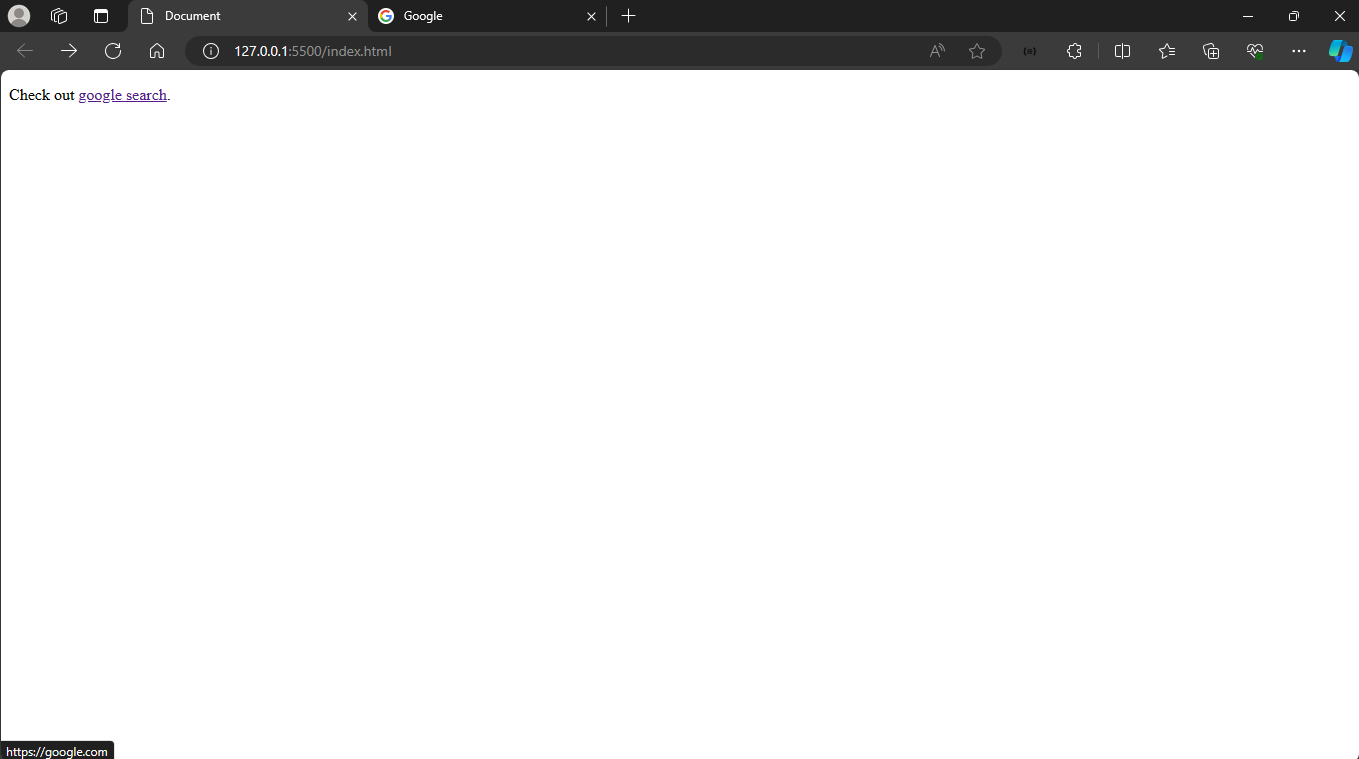 Document
Google
127.0.0.1:5500/index.html
Check out google search.
https://google.com